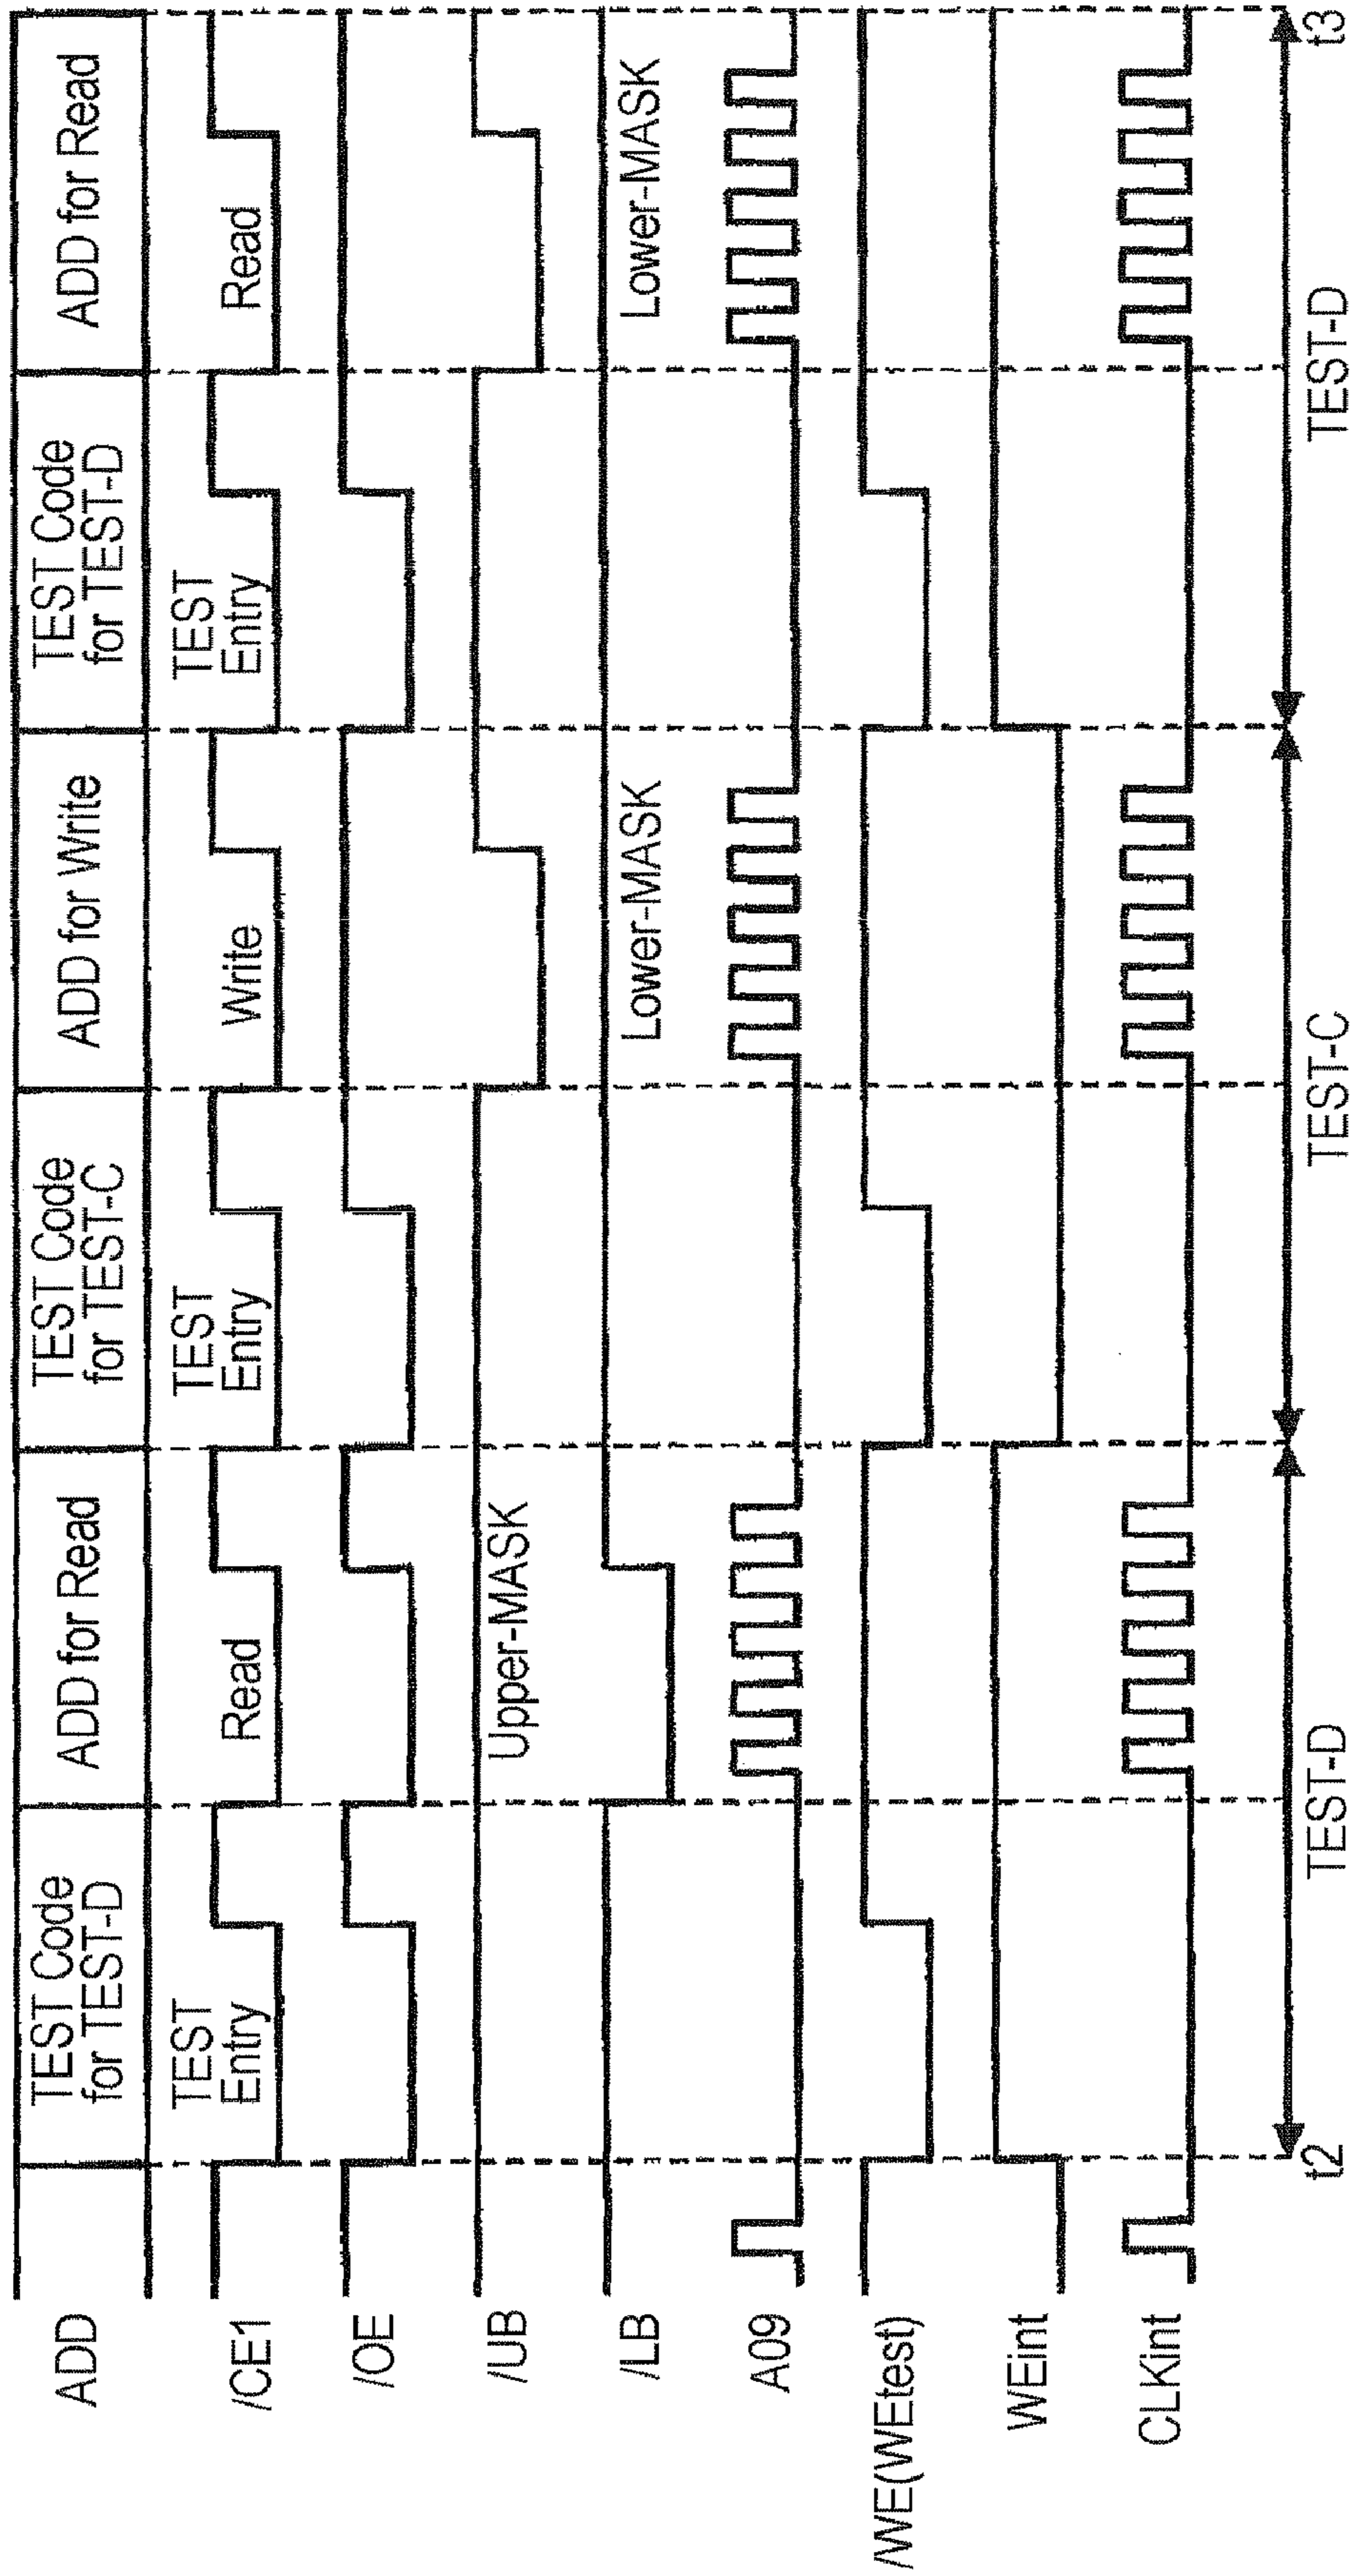 ADD
TEST Code
for TEST-D
ADD for Read
TEST Code
for TEST-C
ADD for Write
TEST Code
for TEST-D
ADD for Read
/CE1
TEST
Entry
Read
TEST
Entry
Write
TEST
Entry
Read
/OE
/UB
Upper-MASK
/LB
Lower-MASK
Lower-MASK
A09
/WE(WEtest)
WEint
CLKint
t2
TEST-D
TEST-C
TEST-D
t3